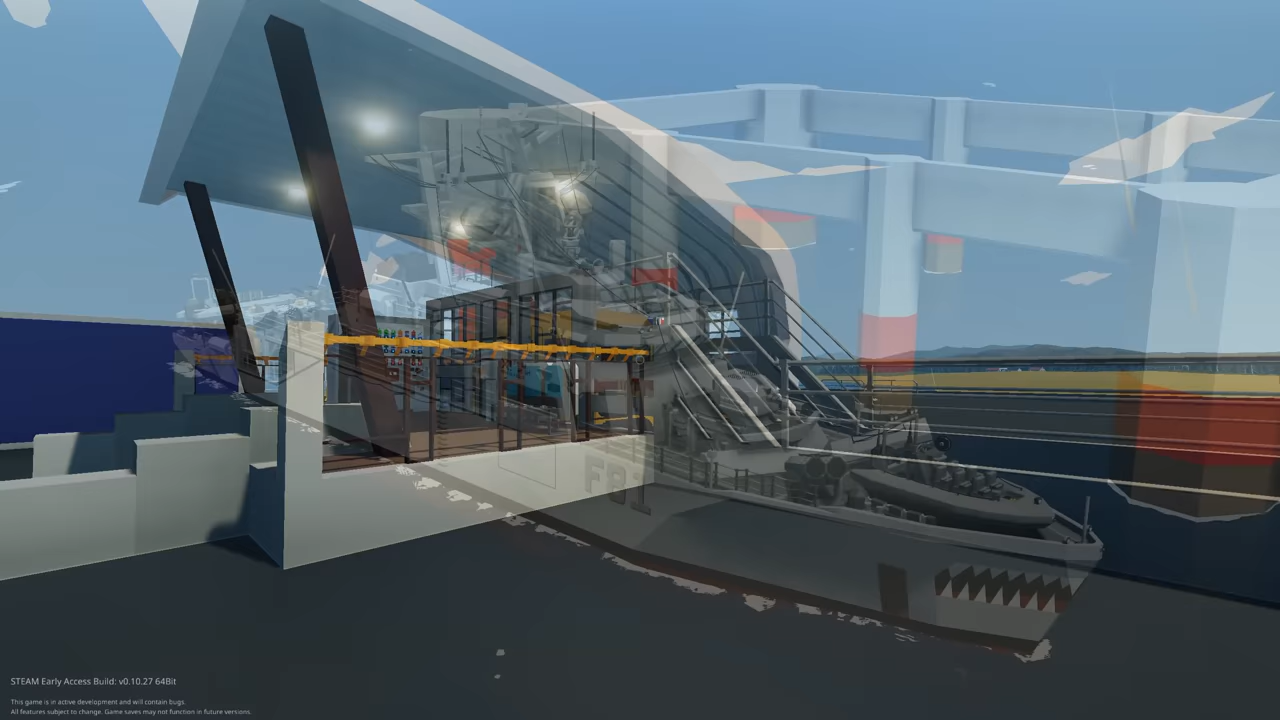 STEAM Early Access Build: v0.10.27 64Bit
This game is in active development and will contain bugs.
All features subject to change. Game saves may not function in future versions.